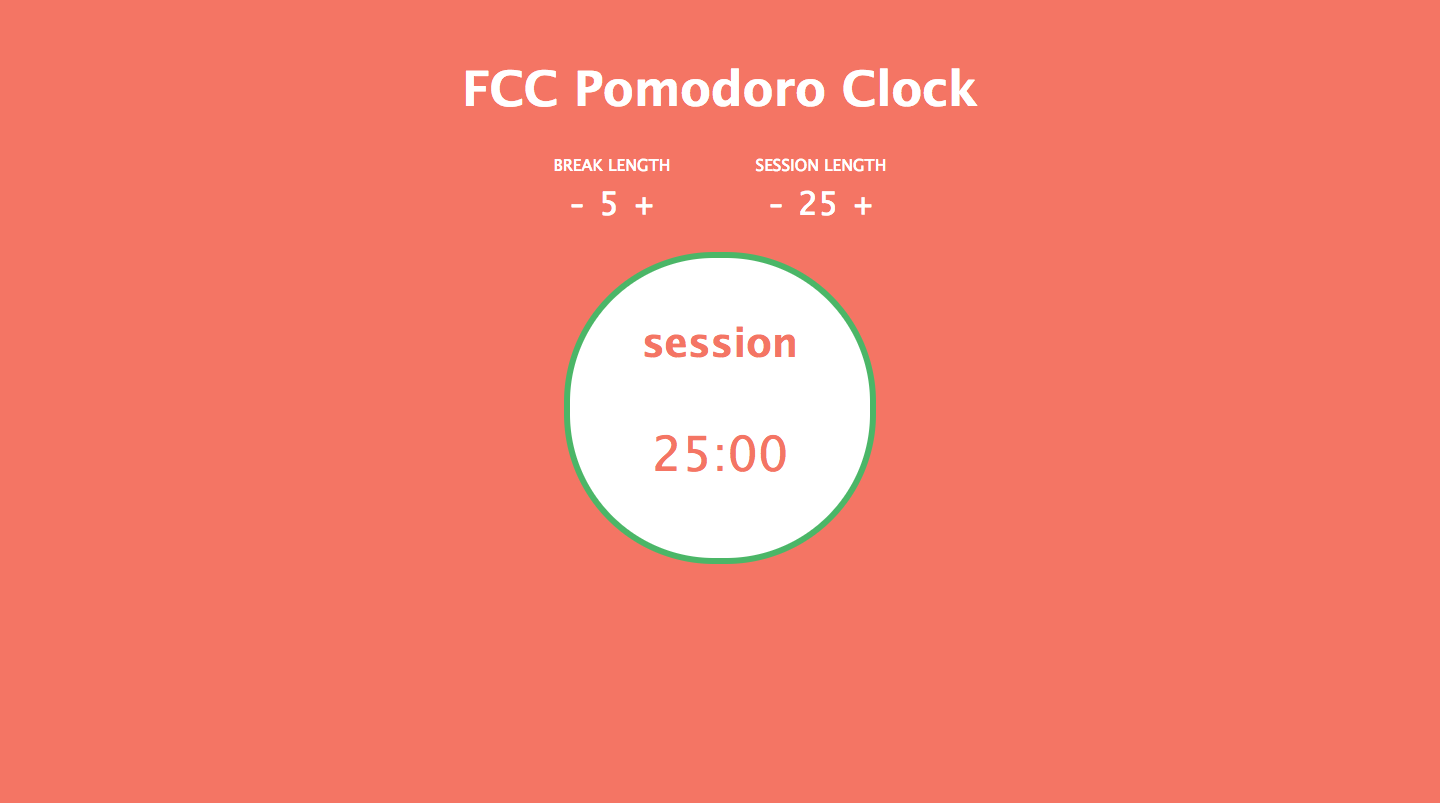 FCC Pomodoro Clock
BREAK LENGTH SESSION LENGTH
- 5 + - 25 +
session
25:00